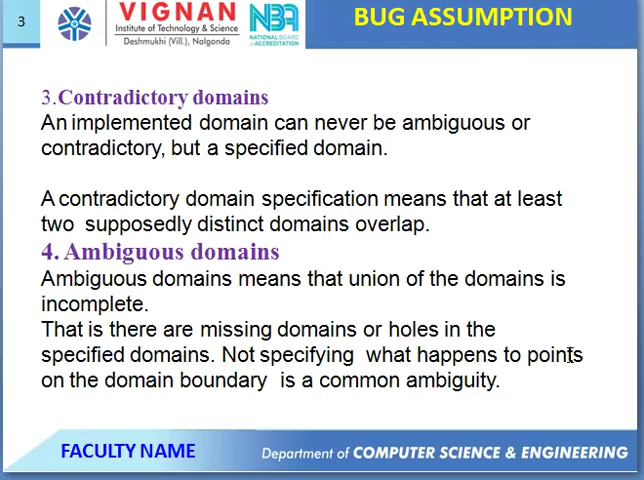 3
VIGNAN
Institute of Technology & Science
Deshmukhi (Vill.), Nalgonda
NBA
NATIONAL BOARD
of ACCREDITATION
BUG ASSUMPTION
3.Contradictory domains
An implemented domain can never be ambiguous or
contradictory, but a specified domain.
A contradictory domain specification means that at least
two supposedly distinct domains overlap.
4. Ambiguous domains
Ambiguous domains means that union of the domains is
incomplete.
That is there are missing domains or holes in the
specified domains. Not specifying what happens to points
on the domain boundary is a common ambiguity.
FACULTY NAME
Department of COMPUTER SCIENCE & ENGINEERING